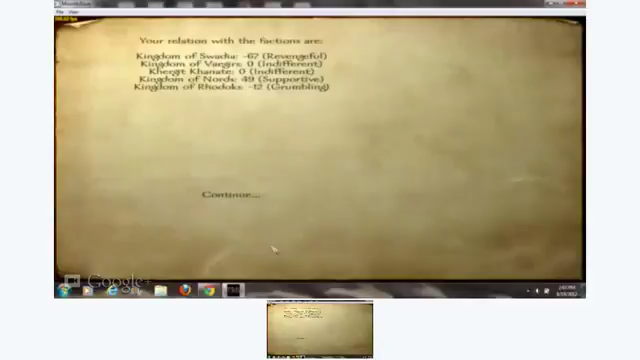 Your relation with the factions are:
Kingdom of Swadia: -67 (Revengeful)
Kingdom of Vaegirs: 0 (Indifferent)
Khergit Khanate: 0 (Indifferent)
Kingdom of Nords: 49 (Supportive)
Kingdom of Rhodoks: -12 (Grumbling)
Continue...
Google+